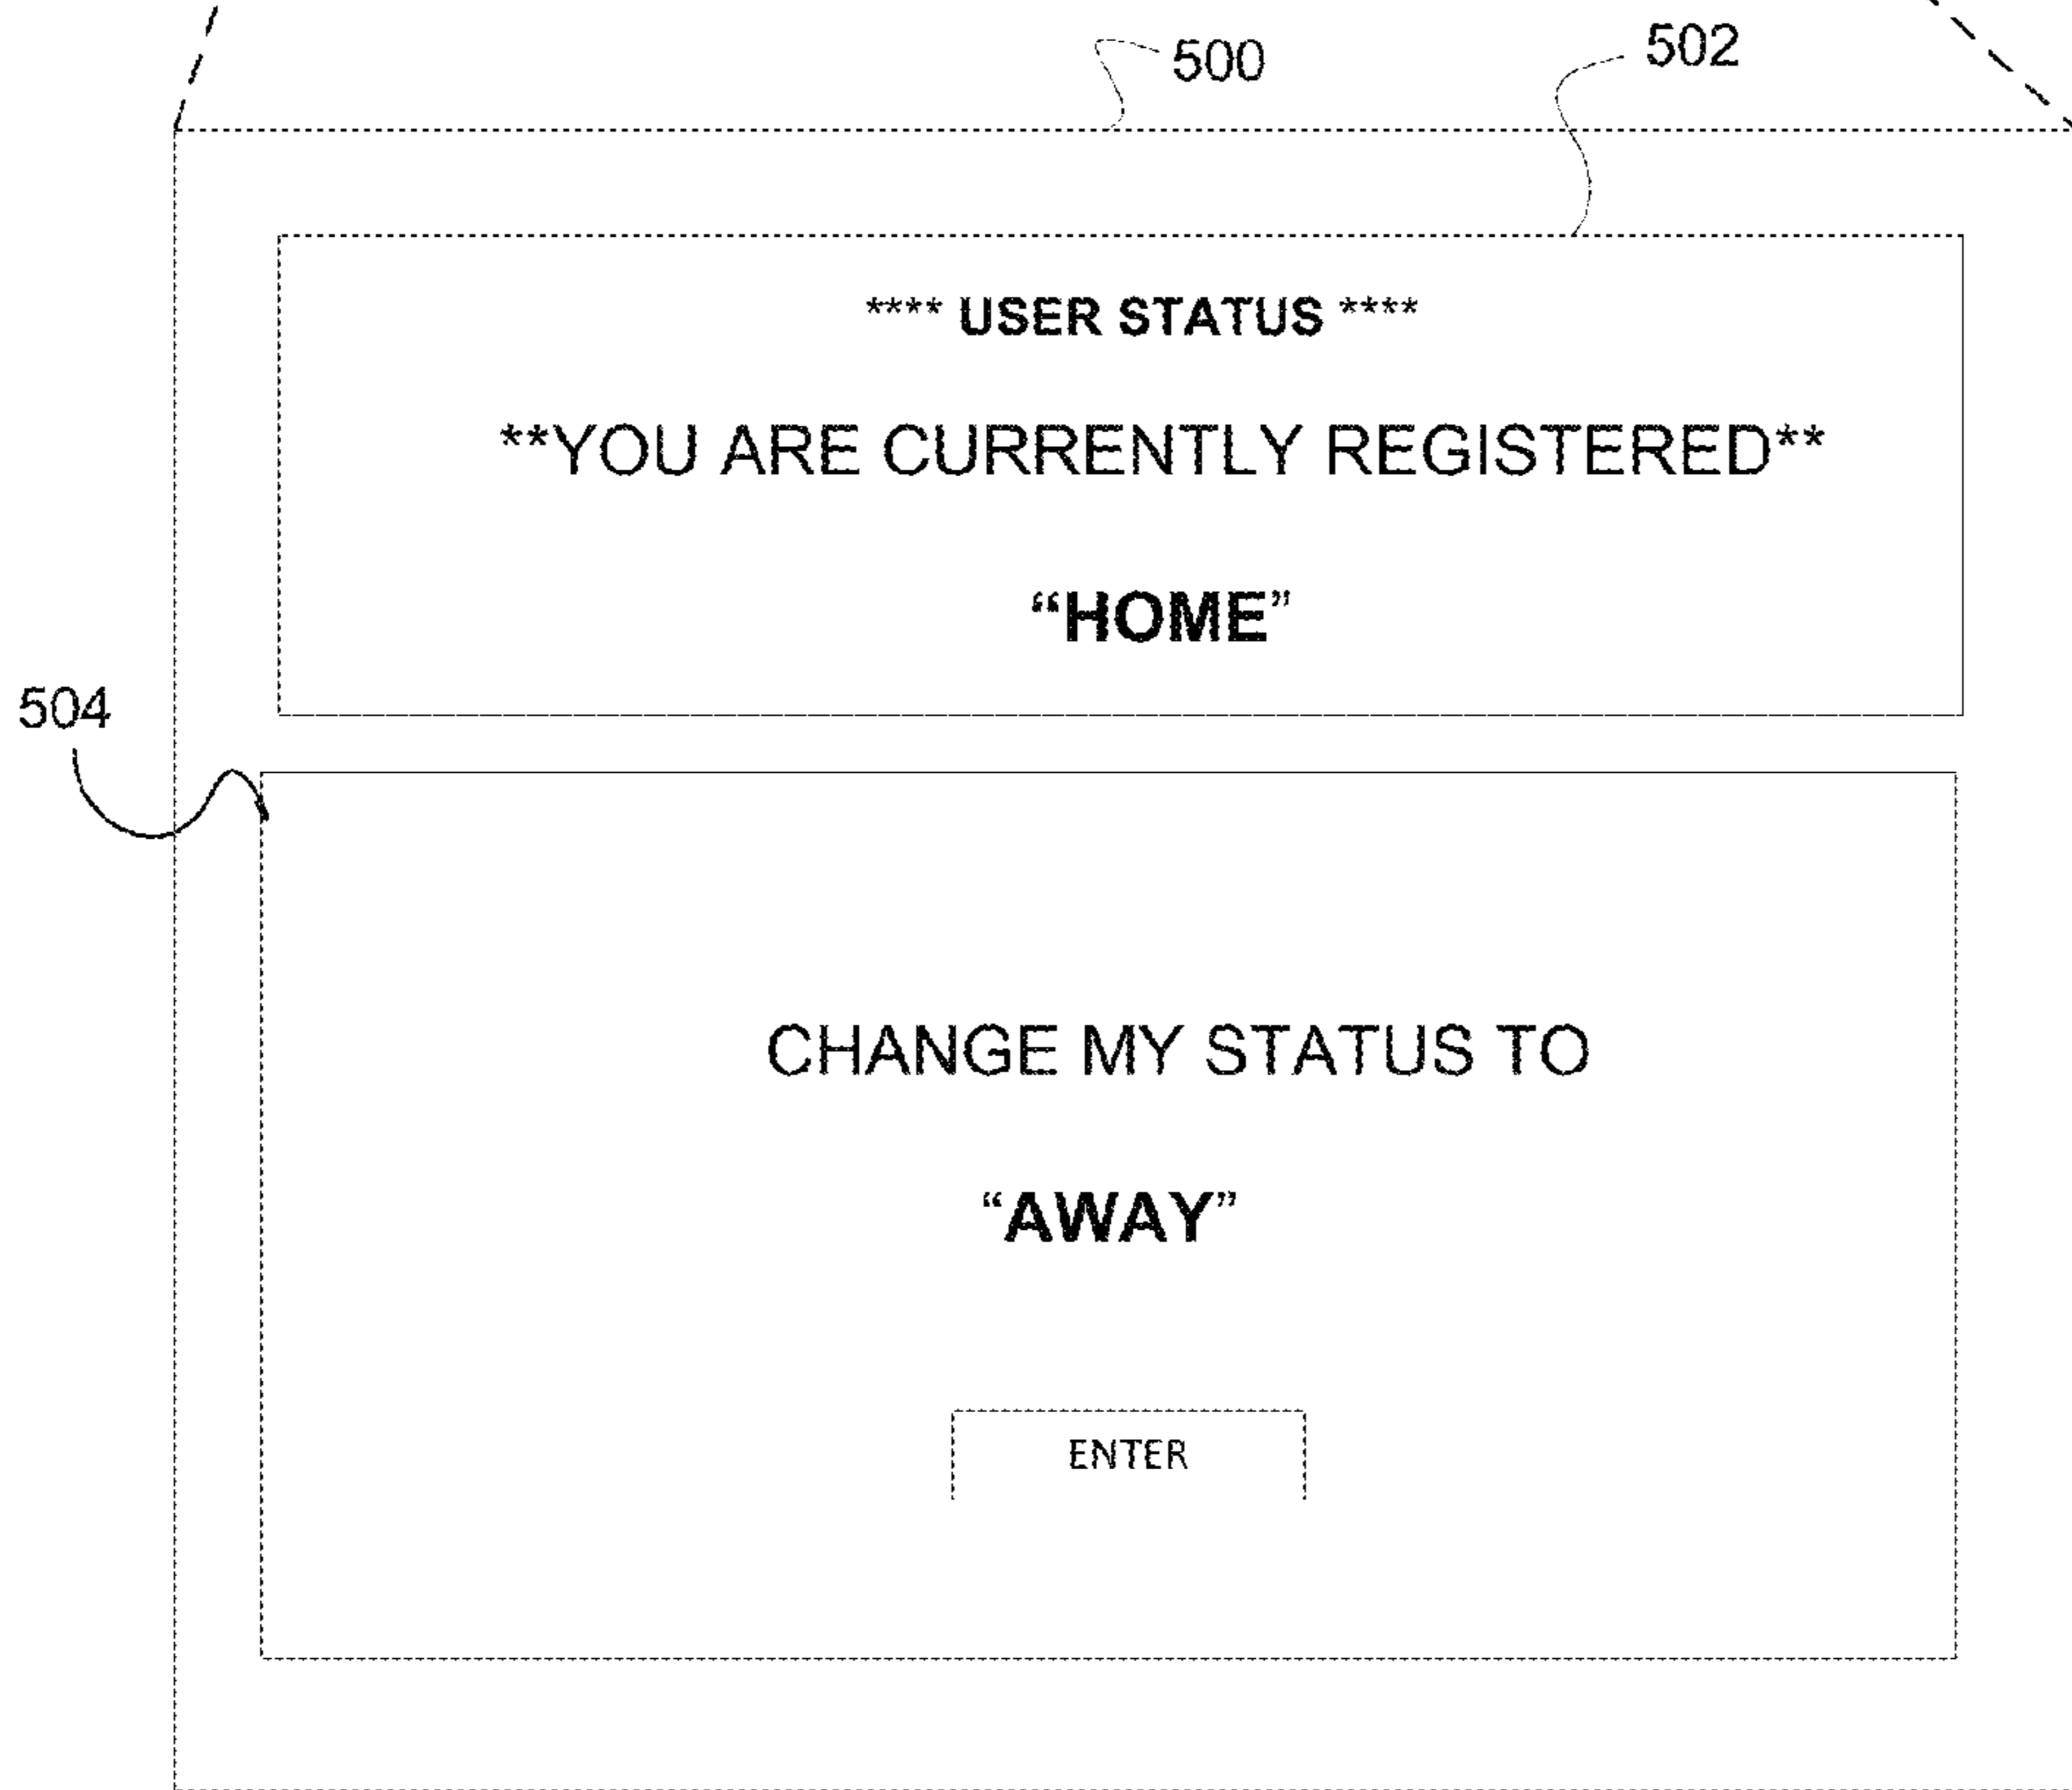 500
502
**** USER STATUS ****
**YOU ARE CURRENTLY REGISTERED**
“HOME”
504
CHANGE MY STATUS TO
“AWAY”
ENTER